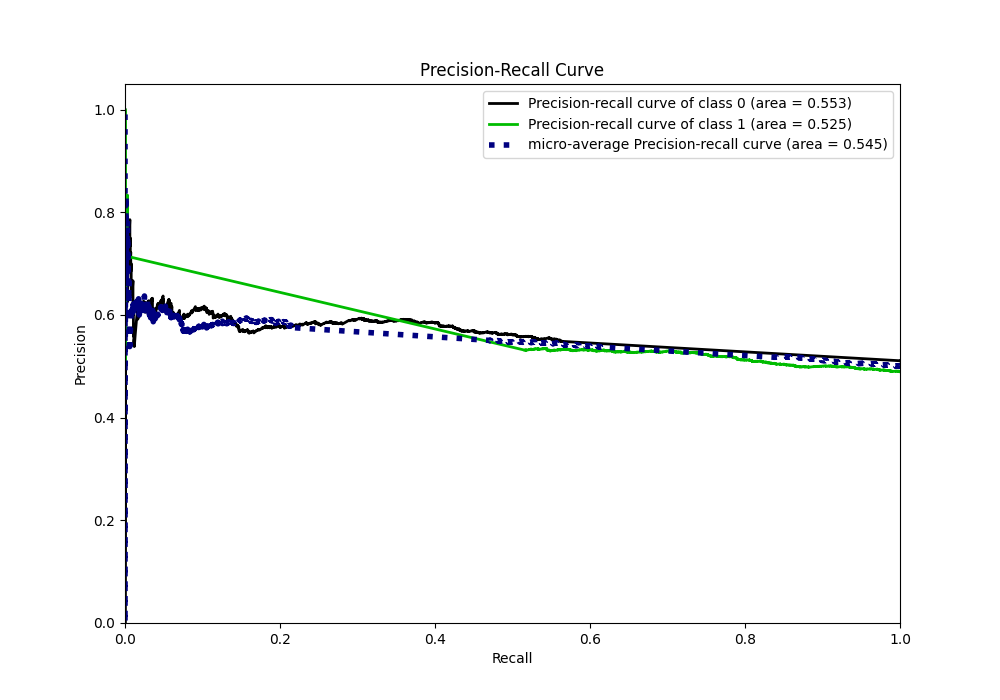 Precision-Recall Curve
Precision-recall curve of class 0 (area = 0.553)
Precision-recall curve of class 1 (area = 0.525)
micro-average Precision-recall curve (area = 0.545)
Precision
1.0
0.8
0.6
0.4
0.2
0.0
0.0 0.2 0.4 0.6 0.8 1.0
Recall